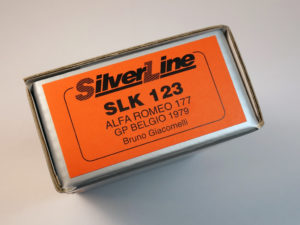 SilverLine
SLK 123
ALFA ROMEO 177
GP BELGIO 1979
Bruno Giacomelli